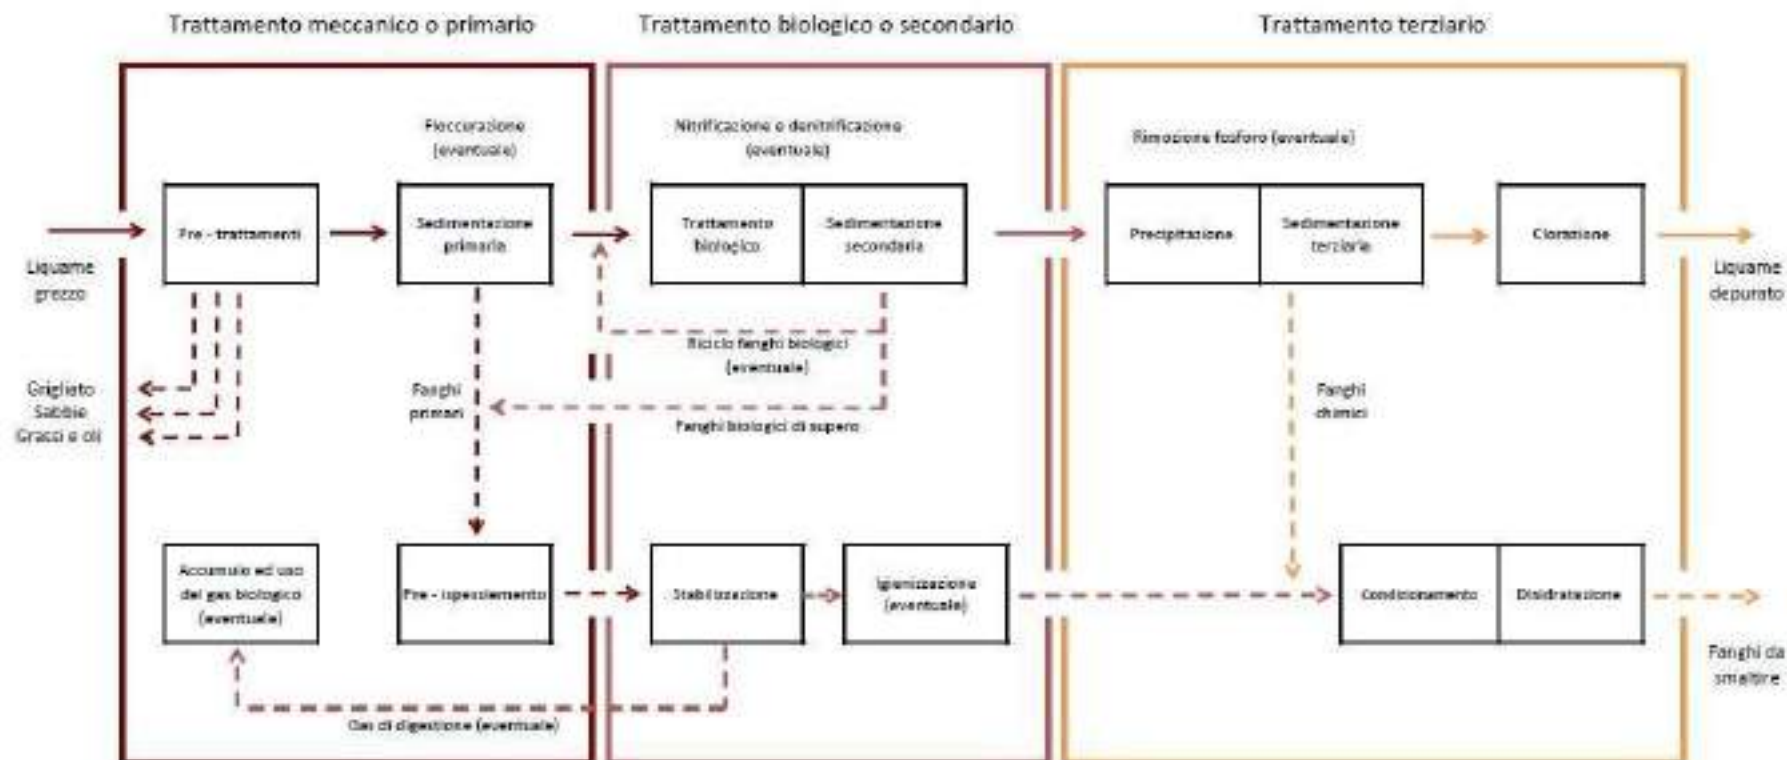 Trattamento meccanico o primario
Trattamento biologico o secondario
Trattamento terziario
Floccurazione
(eventuale)
Nitrificazione e denitrificazione
(eventuale)
Rimozione fosforo (eventuale)
Pre - trattamenti
Sedimentazione
primaria
Trattamento
biologico
Sedimentazione
secondaria
Precipitazione
Sedimentazione
terziaria
Clorazione
Liquame
grezzo
Liquame
depurato
Riciclo fanghi biologici
(eventuale)
Grigliato
Sabbie
Grassi e oli
Fanghi
primari
Fanghi biologici di supero
Fanghi
chimici
Accumulo ed uso
del gas biologico
(eventuale)
Pre - ispessimento
Stabilizzazione
Igienizzazione
(eventuale)
Condizionamento
Disidratazione
Fanghi da
smaltire
Gas di digestione (eventuale)